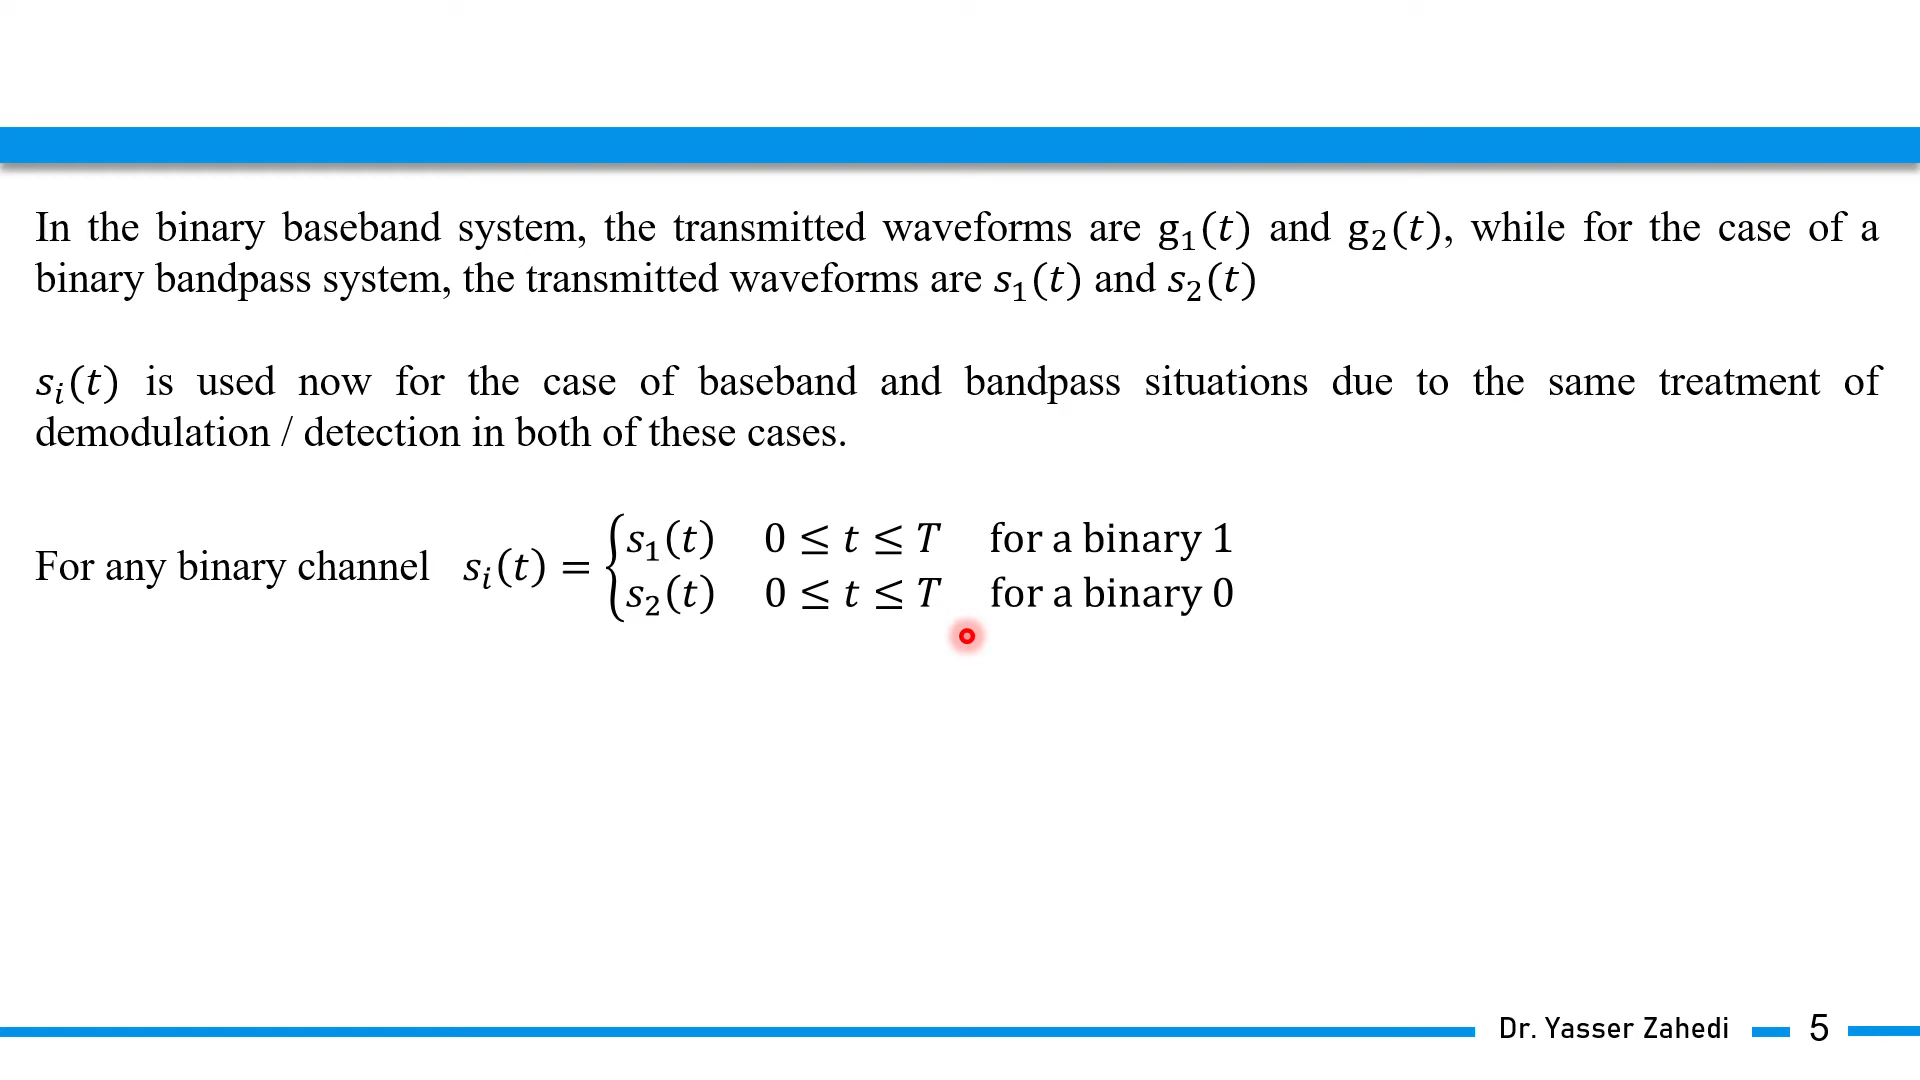 In the binary baseband system, the transmitted waveforms are g₁(t) and g₂(t), while for the case of a
binary bandpass system, the transmitted waveforms are s₁(t) and s₂(t)
sᵢ(t) is used now for the case of baseband and bandpass situations due to the same treatment of
demodulation / detection in both of these cases.
For any binary channel sᵢ(t) = { s₁(t) 0 ≤ t ≤ T for a binary 1
s₂(t) 0 ≤ t ≤ T for a binary 0
Dr. Yasser Zahedi 5